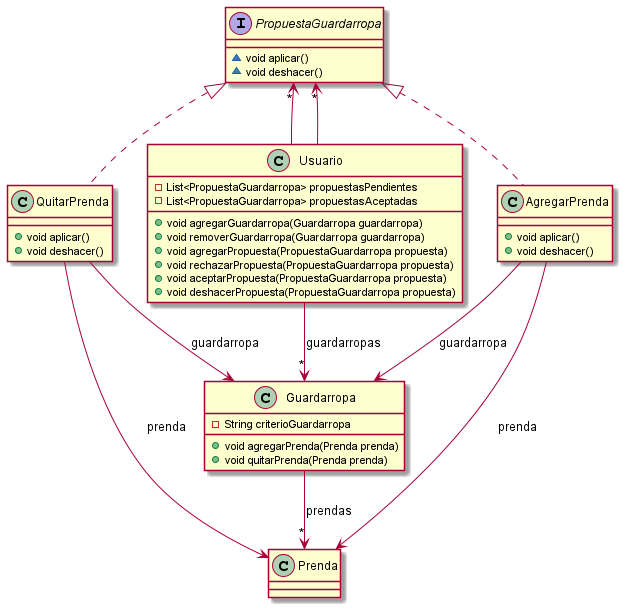 I PropuestaGuardarropa
void aplicar()
void deshacer()
*
*
C Usuario
List<PropuestaGuardarropa> propuestasPendientes
List<PropuestaGuardarropa> propuestasAceptadas
void agregarGuardarropa(Guardarropa guardarropa)
void removerGuardarropa(Guardarropa guardarropa)
void agregarPropuesta(PropuestaGuardarropa propuesta)
void rechazarPropuesta(PropuestaGuardarropa propuesta)
void aceptarPropuesta(PropuestaGuardarropa propuesta)
void deshacerPropuesta(PropuestaGuardarropa propuesta)
C QuitarPrenda
void aplicar()
void deshacer()
C AgregarPrenda
void aplicar()
void deshacer()
guardarropa
guardarropas
guardarropa
*
C Guardarropa
String criterioGuardarropa
void agregarPrenda(Prenda prenda)
void quitarPrenda(Prenda prenda)
prenda
prenda
prendas
*
C Prenda